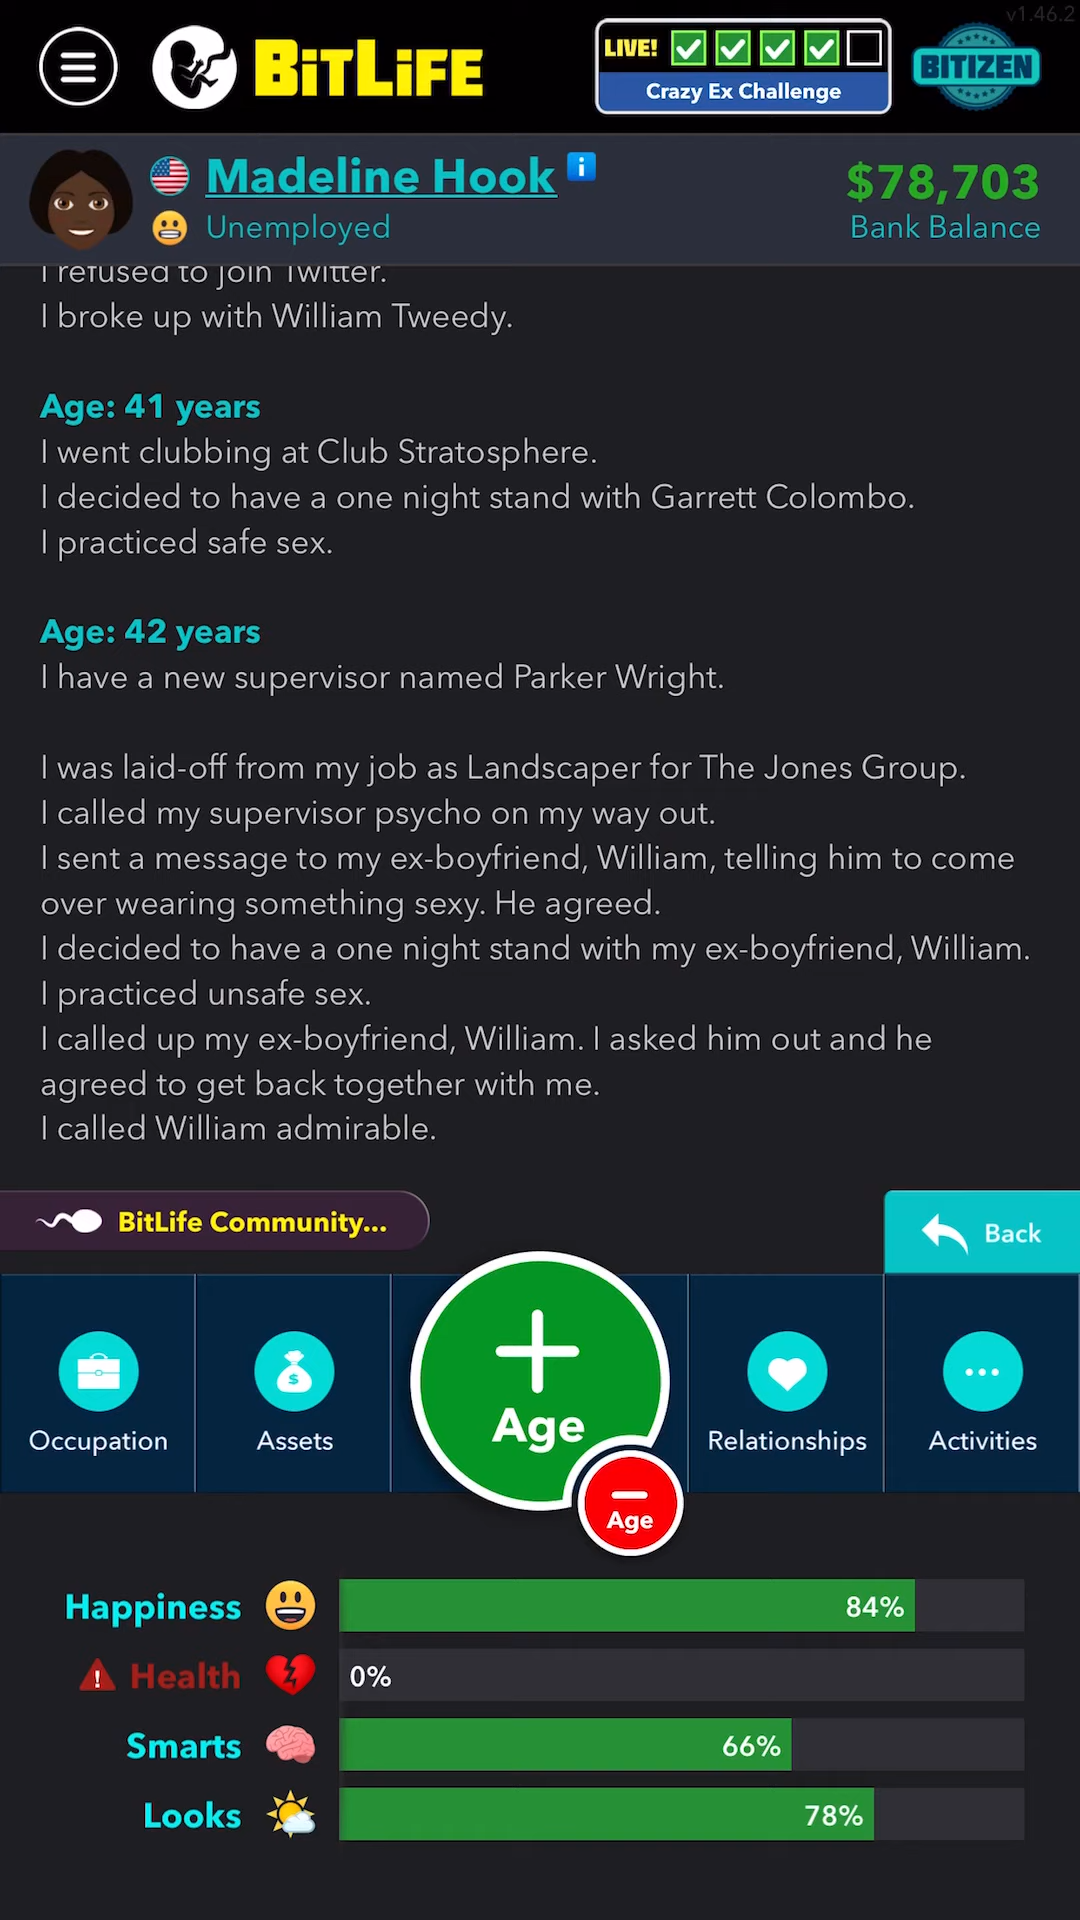 v1.46.2
BITLIFE
LIVE!
Crazy Ex Challenge
BITIZEN
Madeline Hook i
$78,703
Unemployed
Bank Balance
I refused to join Twitter.
I broke up with William Tweedy.
Age: 41 years
I went clubbing at Club Stratosphere.
I decided to have a one night stand with Garrett Colombo.
I practiced safe sex.
Age: 42 years
I have a new supervisor named Parker Wright.
I was laid-off from my job as Landscaper for The Jones Group.
I called my supervisor psycho on my way out.
I sent a message to my ex-boyfriend, William, telling him to come
over wearing something sexy. He agreed.
I decided to have a one night stand with my ex-boyfriend, William.
I practiced unsafe sex.
I called up my ex-boyfriend, William. I asked him out and he
agreed to get back together with me.
I called William admirable.
BitLife Community...
Back
Occupation
Assets
Age
Relationships
Activities
Age
Happiness 84%
Health 0%
Smarts 66%
Looks 78%